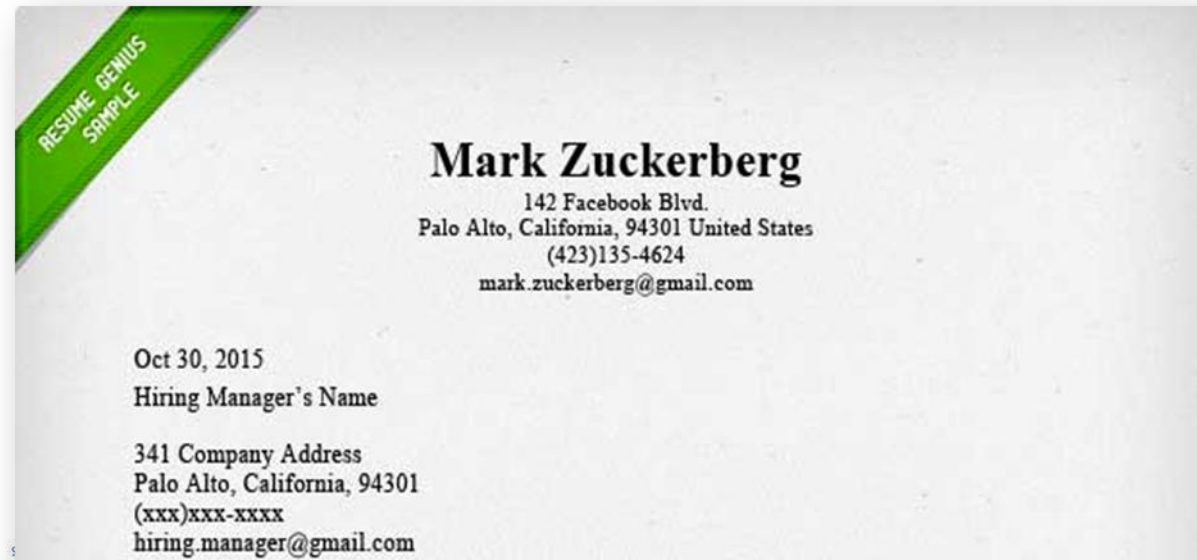 RESUME GENIUS
SAMPLE
Mark Zuckerberg
142 Facebook Blvd.
Palo Alto, California, 94301 United States
(423)135-4624
mark.zuckerberg@gmail.com
Oct 30, 2015
Hiring Manager’s Name
341 Company Address
Palo Alto, California, 94301
(xxx)xxx-xxxx
hiring.manager@gmail.com